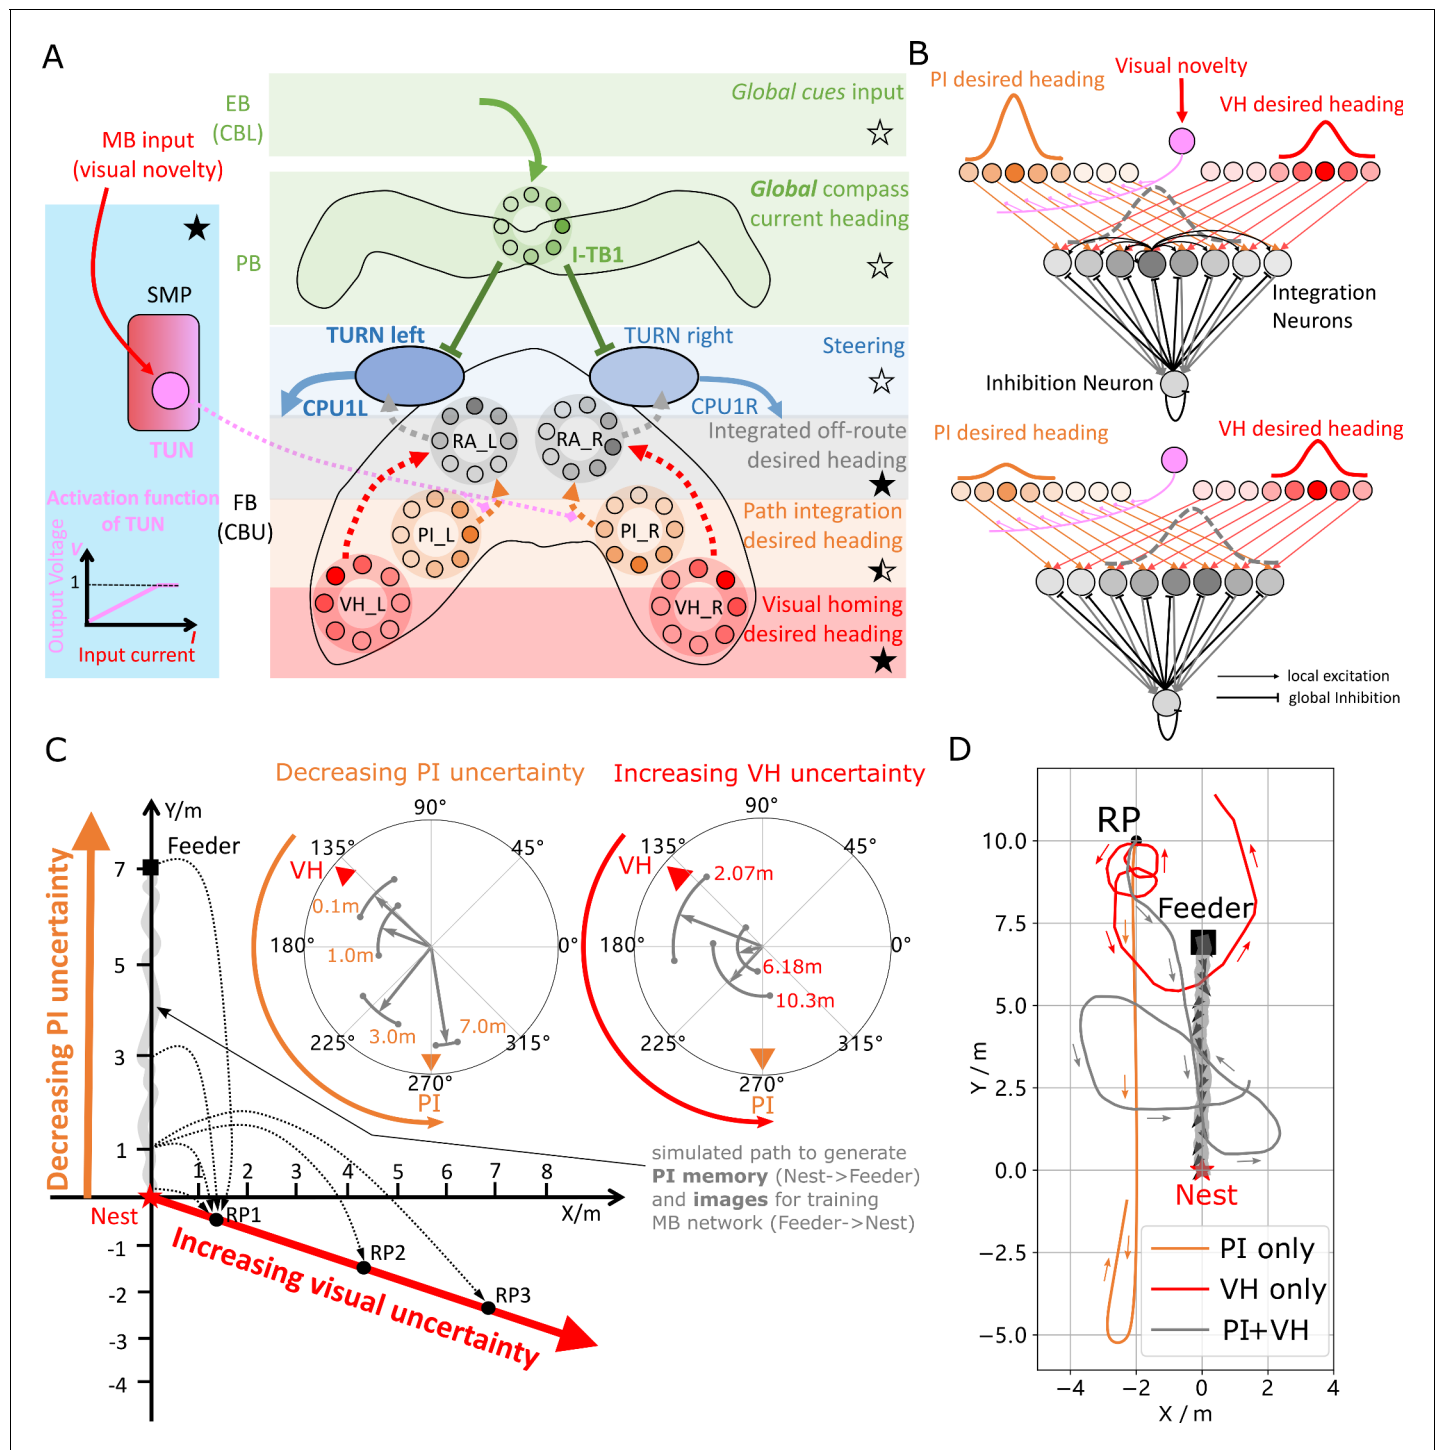 A
EB
(CBL)
Global cues input
MB input
(visual novelty)
PB
Global compass
current heading
I-TB1
SMP
TUN
TURN left
TURN right
Steering
CPU1L
CPU1R
RA_L
RA_R
Integrated off-route
desired heading
FB
(CBU)
PI_L
PI_R
Path integration
desired heading
VH_L
VH_R
Visual homing
desired heading
Activation function
of TUN
Output Voltage
V
1
I
Input current
B
PI desired heading
Visual novelty
VH desired heading
Integration
Neurons
Inhibition Neuron
PI desired heading
VH desired heading
local excitation
global Inhibition
C
Decreasing PI uncertainty
Y/m
Feeder
7
5
3
1
-1
-2
-3
-4
1 2 3 4 5 6 7 8
X/m
Nest
RP1
RP2
RP3
Increasing visual uncertainty
Decreasing PI uncertainty
90°
135°
45°
VH
0.1m
180°
0°
1.0m
3.0m
7.0m
225°
315°
270°
PI
Increasing VH uncertainty
90°
135°
45°
VH
2.07m
180°
0°
6.18m
10.3m
225°
315°
270°
PI
simulated path to generate
PI memory (Nest->Feeder)
and images for training
MB network (Feeder->Nest)
D
RP
Feeder
Nest
Y / m
10.0
7.5
5.0
2.5
0.0
−2.5
−5.0
PI only
VH only
PI+VH
−4 −2 0 2 4
X / m